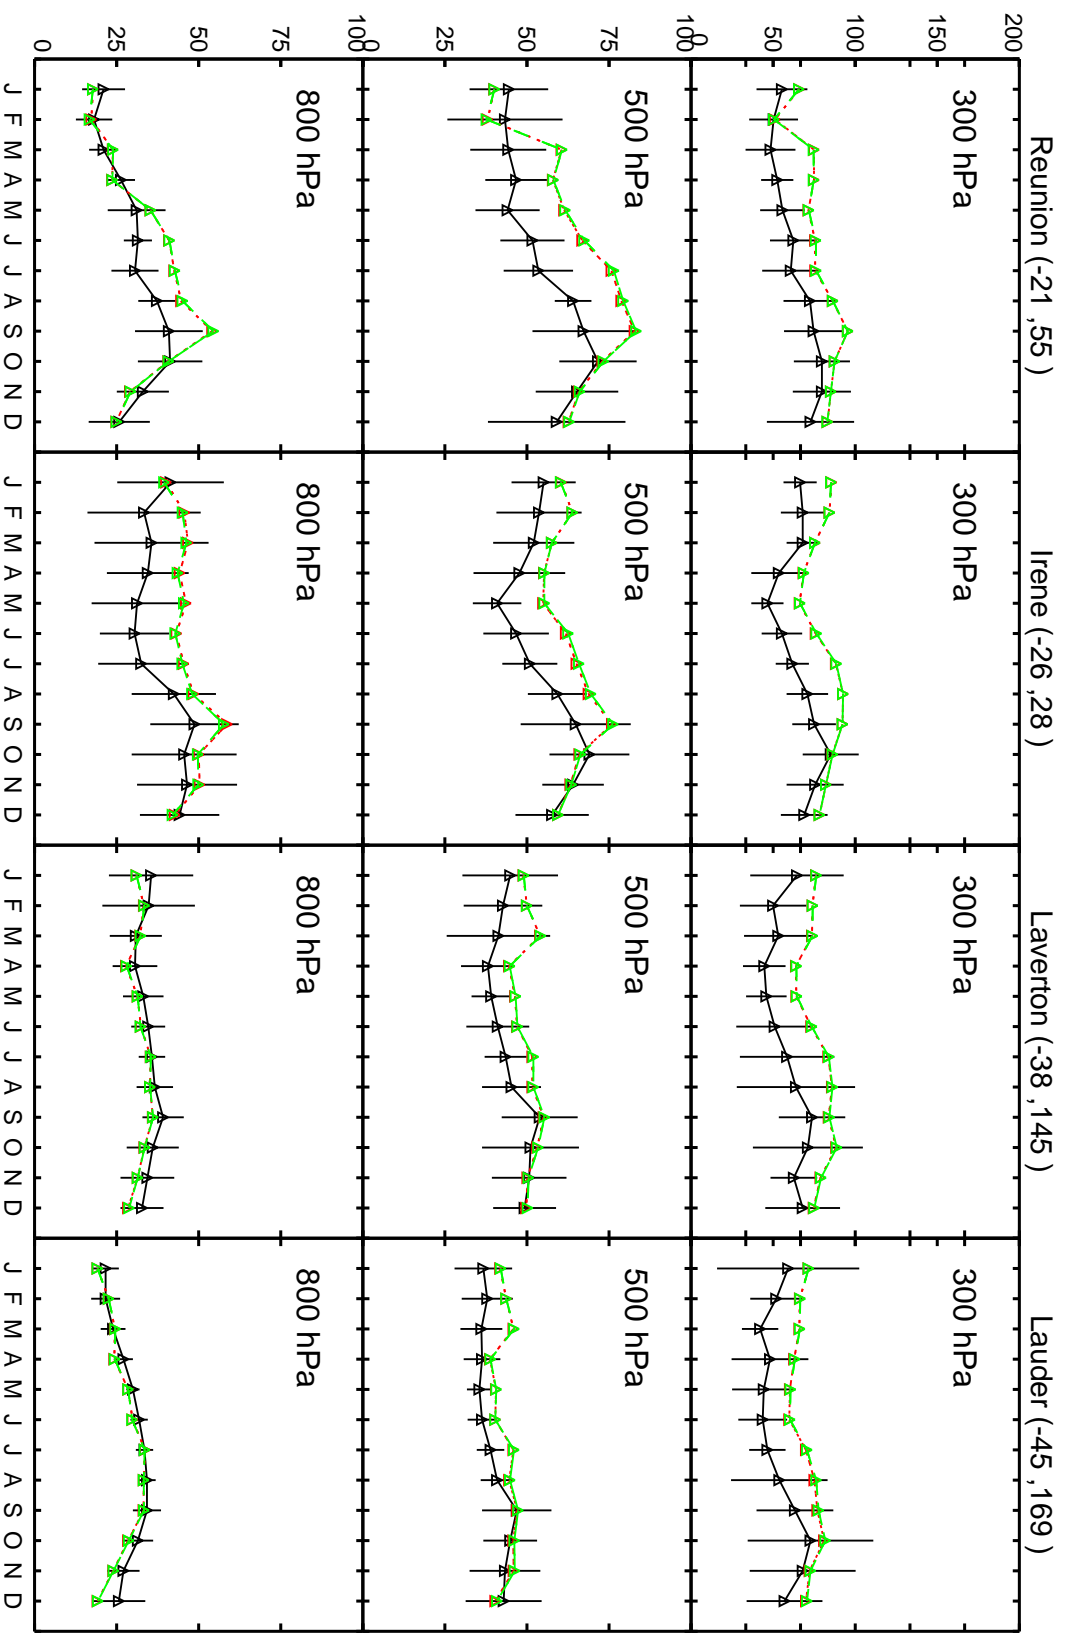 Reunion (-21 ,55 )
Irene (-26 ,28 )
Laverton (-38 ,145 )
Lauder (-45 ,169 )
200
150
100
50
0
300 hPa
300 hPa
300 hPa
300 hPa
100
75
50
25
0
500 hPa
500 hPa
500 hPa
500 hPa
100
75
50
25
0
800 hPa
800 hPa
800 hPa
800 hPa
J F M A M J J A S O N D
J F M A M J J A S O N D
J F M A M J J A S O N D
J F M A M J J A S O N D